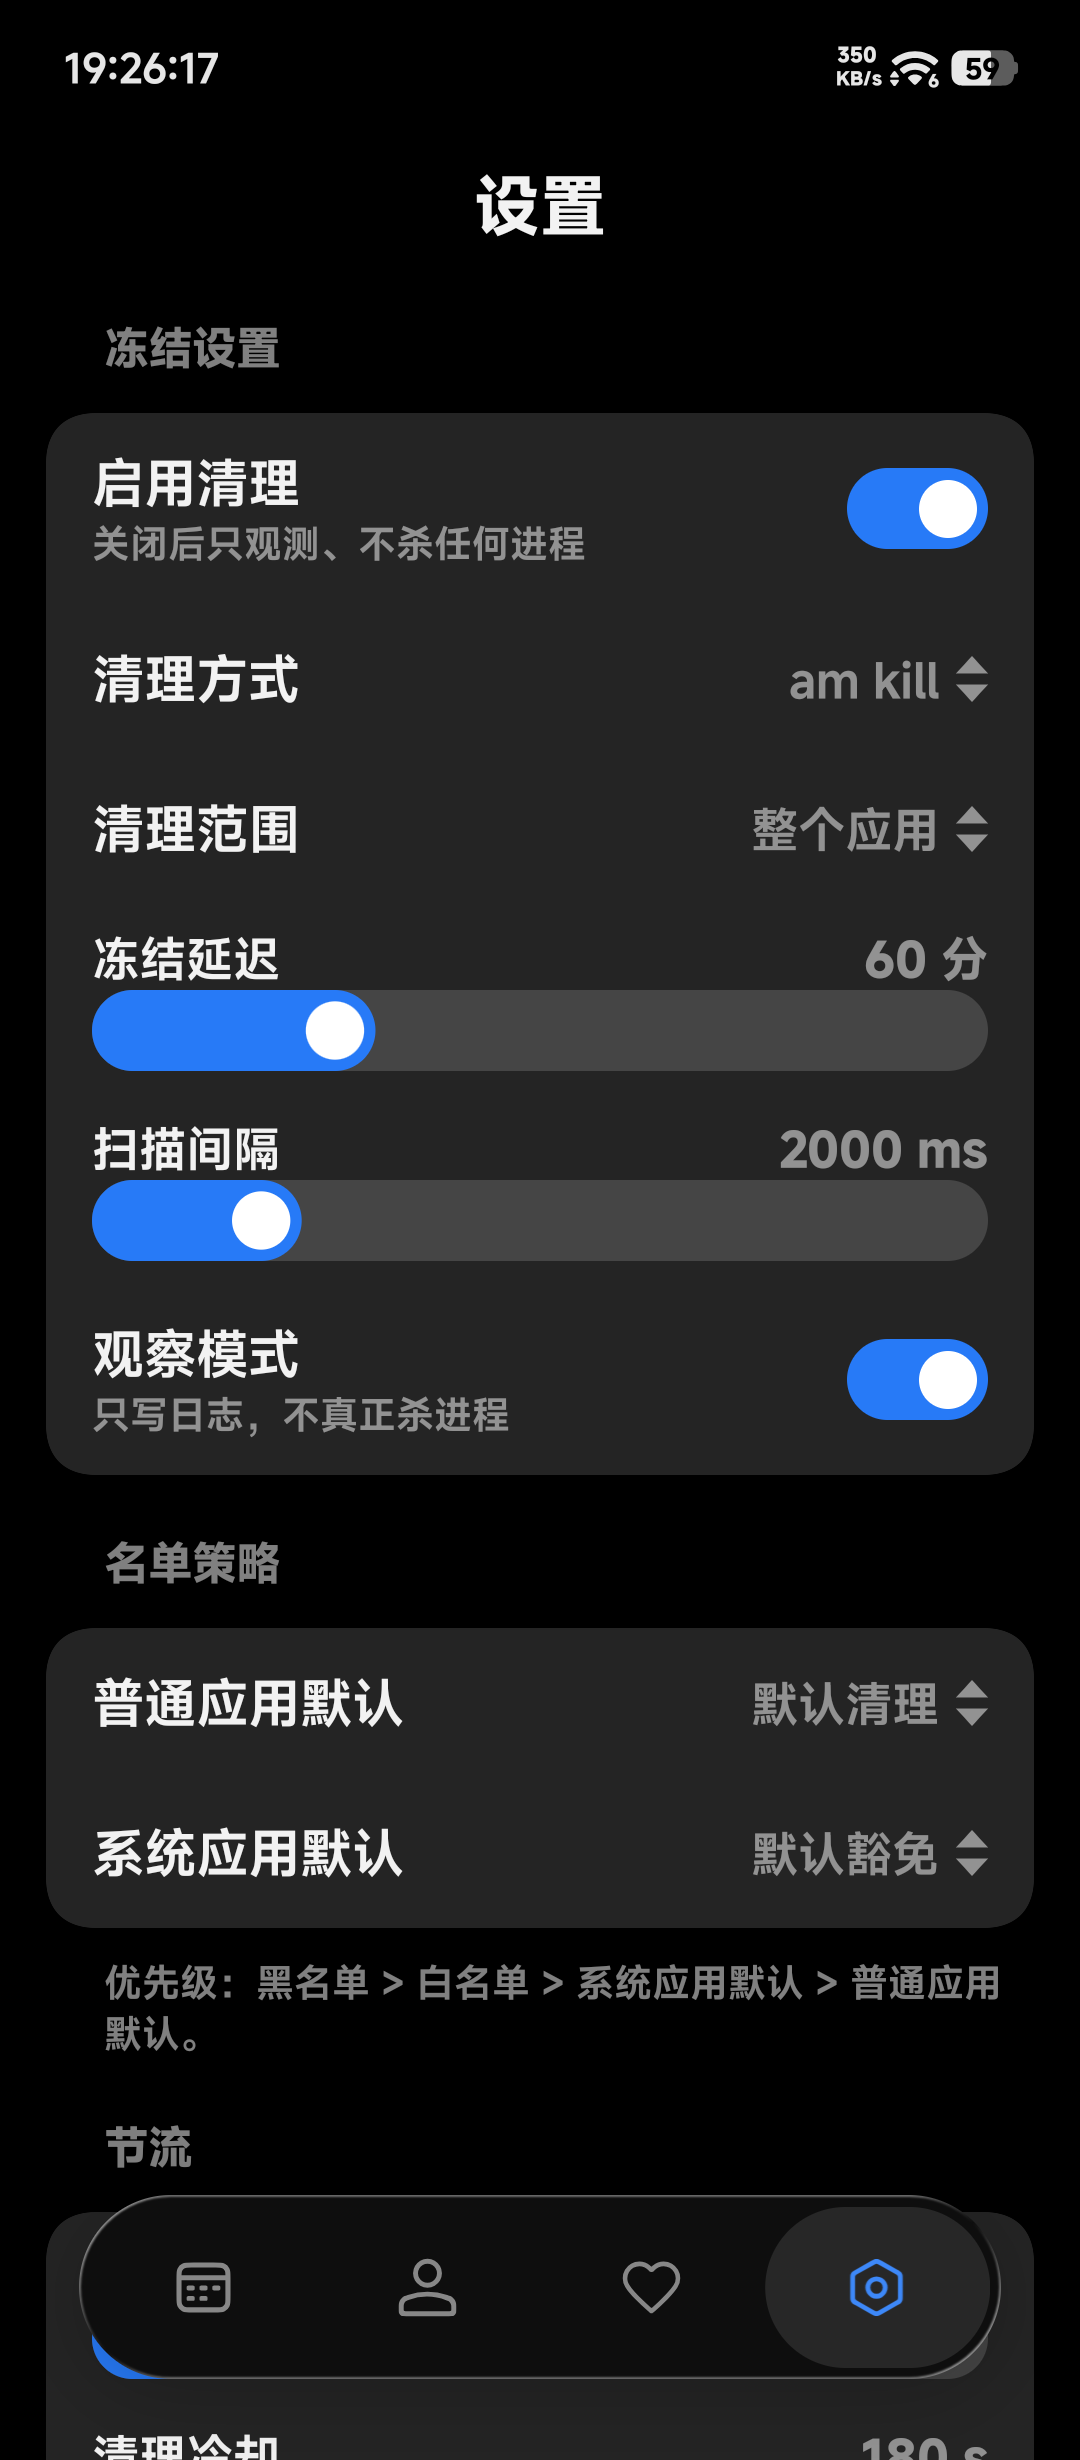 19:26:17
350
KB/s
6
59
设置
冻结设置
启用清理
关闭后只观测、不杀任何进程
清理方式
am kill
清理范围
整个应用
冻结延迟
60 分
扫描间隔
2000 ms
观察模式
只写日志，不真正杀进程
名单策略
普通应用默认
默认清理
系统应用默认
默认豁免
优先级：黑名单 > 白名单 > 系统应用默认 > 普通应用
默认。
节流
清理冷却
180 s